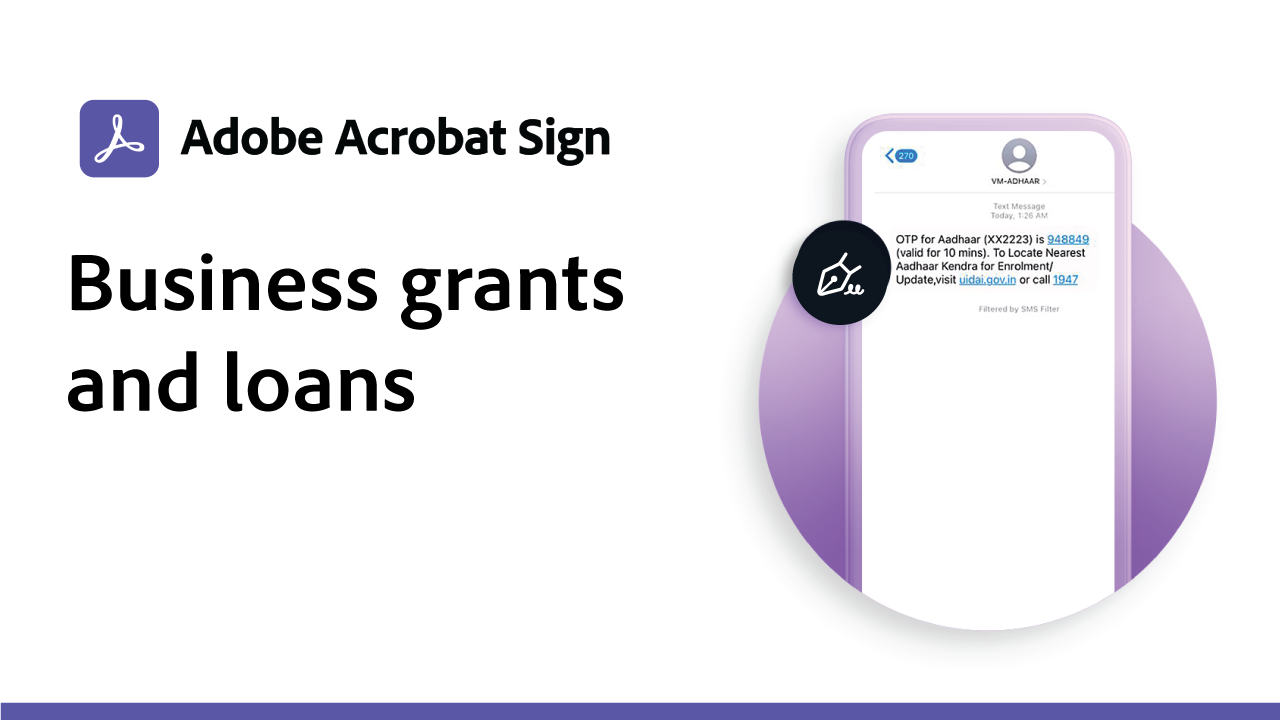 Adobe Acrobat Sign
Business grants
and loans
270
VM-ADHAAR
Text Message
Today, 1:26 AM
OTP for Aadhaar (XX2223) is 948849
(valid for 10 mins). To Locate Nearest
Aadhaar Kendra for Enrolment/
Update,visit uidai.gov.in or call 1947
Filtered by SMS Filter